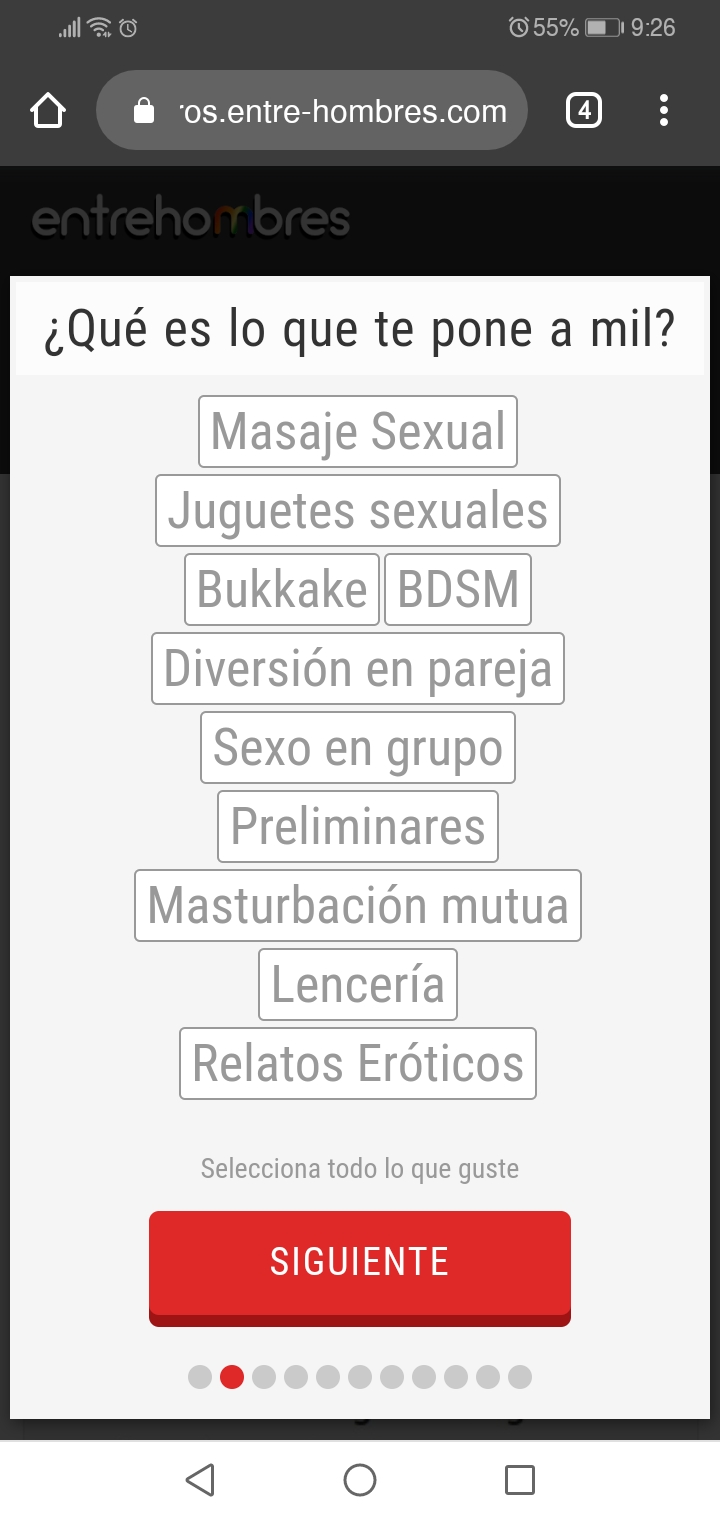 55% 9:26
ros.entre-hombres.com
4
entrehombres
¿Qué es lo que te pone a mil?
Masaje Sexual
Juguetes sexuales
Bukkake BDSM
Diversión en pareja
Sexo en grupo
Preliminares
Masturbación mutua
Lencería
Relatos Eróticos
Selecciona todo lo que guste
SIGUIENTE